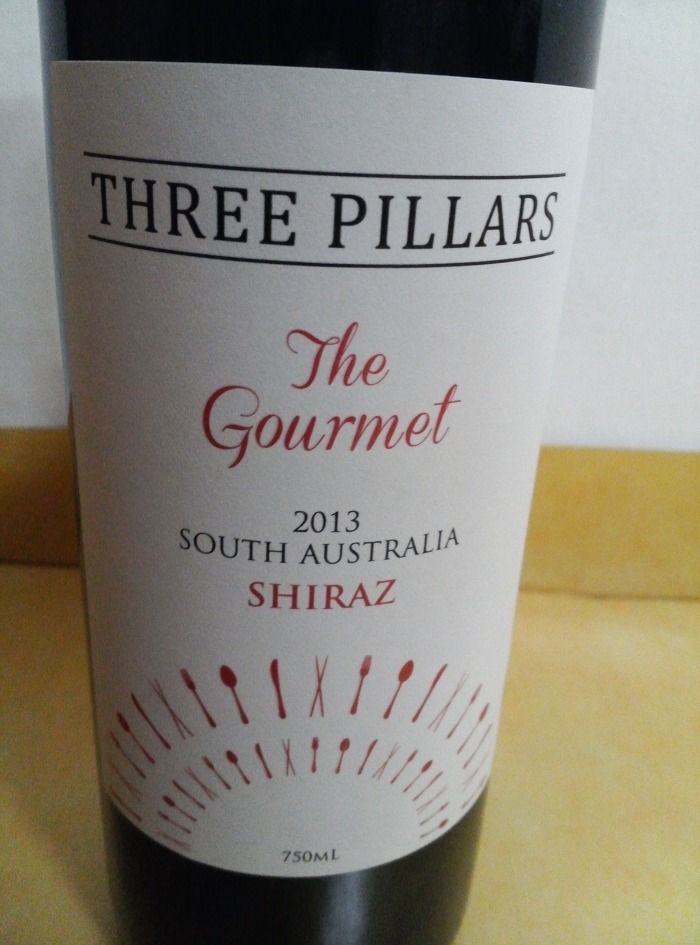 THREE PILLARS
The
Gourmet
2013
SOUTH AUSTRALIA
SHIRAZ
750ML